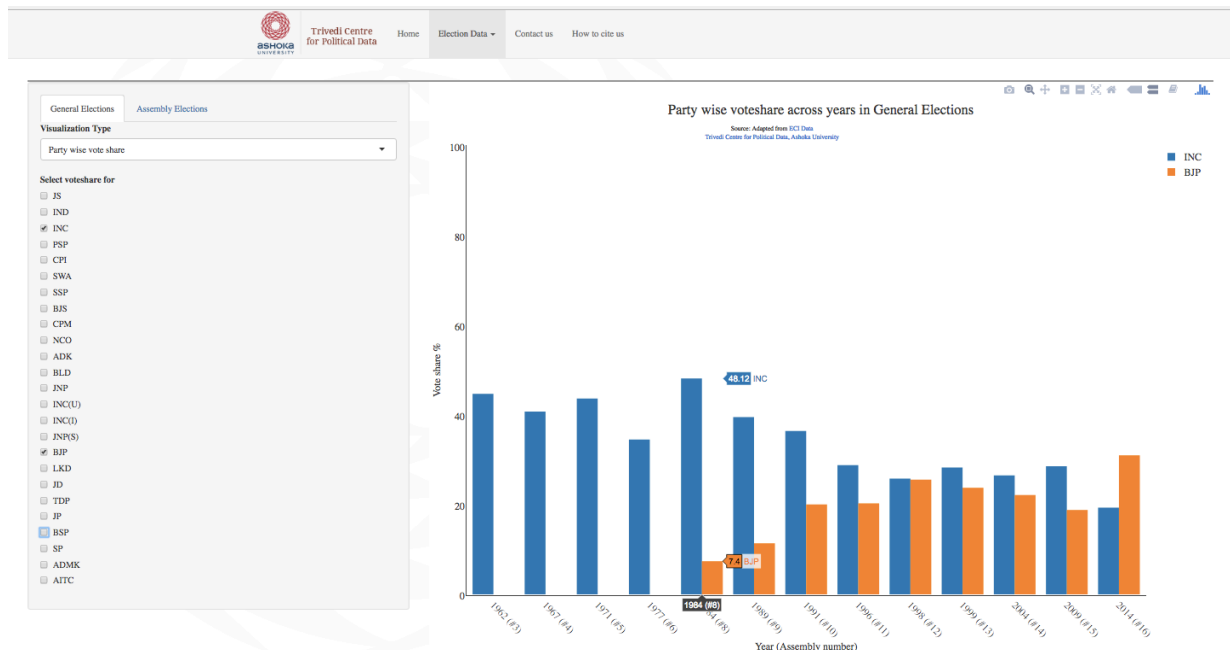 ASHOKA
UNIVERSITY
Trivedi Centre
for Political Data
Home
Election Data
Contact us
How to cite us
General Elections
Assembly Elections
Visualization Type
Party wise vote share
Select voteshare for
JS
IND
INC
PSP
CPI
SWA
SSP
BJS
CPM
NCO
ADK
BLD
JNP
INC(U)
INC(I)
JNP(S)
BJP
LKD
JD
TDP
JP
BSP
SP
ADMK
AITC
Party wise voteshare across years in General Elections
Source: Adapted from ECI Data
Trivedi Centre for Political Data, Ashoka University
INC
BJP
Vote share %
100
80
60
40
20
0
48.12 INC
7.4 BJP
1984 (#8)
1962 (#3)
1967 (#4)
1971 (#5)
1977 (#6)
84 (#8)
1989 (#9)
1991 (#10)
1996 (#11)
1998 (#12)
1999 (#13)
2004 (#14)
2009 (#15)
2014 (#16)
Year (Assembly number)